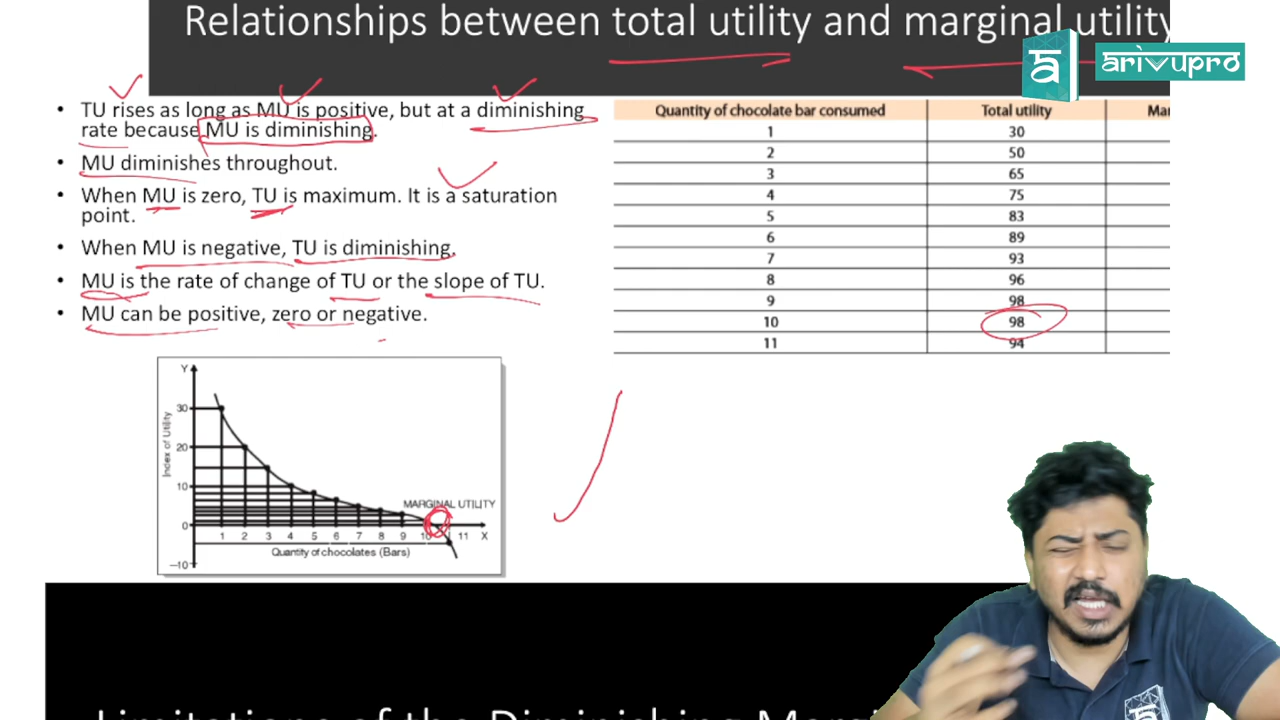 Relationships between total utility and marginal utility
arivupro
• TU rises as long as MU is positive, but at a diminishing
rate because MU is diminishing.
• MU diminishes throughout.
• When MU is zero, TU is maximum. It is a saturation
point.
• When MU is negative, TU is diminishing.
• MU is the rate of change of TU or the slope of TU.
• MU can be positive, zero or negative.
Quantity of chocolate bar consumed Total utility Mar
1 30
2 50
3 65
4 75
5 83
6 89
7 93
8 96
9 98
10 98
11 94
Y
30
20
10
0
-10
Index of Utility
MARGINAL UTILITY
1 2 3 4 5 6 7 8 9 10 11 X
Quantity of chocolates (Bars)
Limitations of the Diminishing Margi